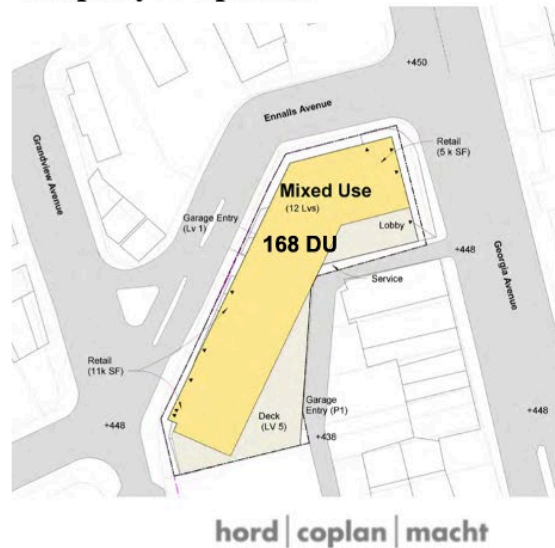 +450
Ennalls Avenue
Grandview Avenue
Retail
(5 k SF)
Mixed Use
(12 Lvs)
Garage Entry
(Lv 1)
168 DU
Lobby
+448
Georgia Avenue
Service
Retail
(11k SF)
Garage
Entry (P1)
Deck
(LV 5)
+448
+438
+448
hord | coplan | macht